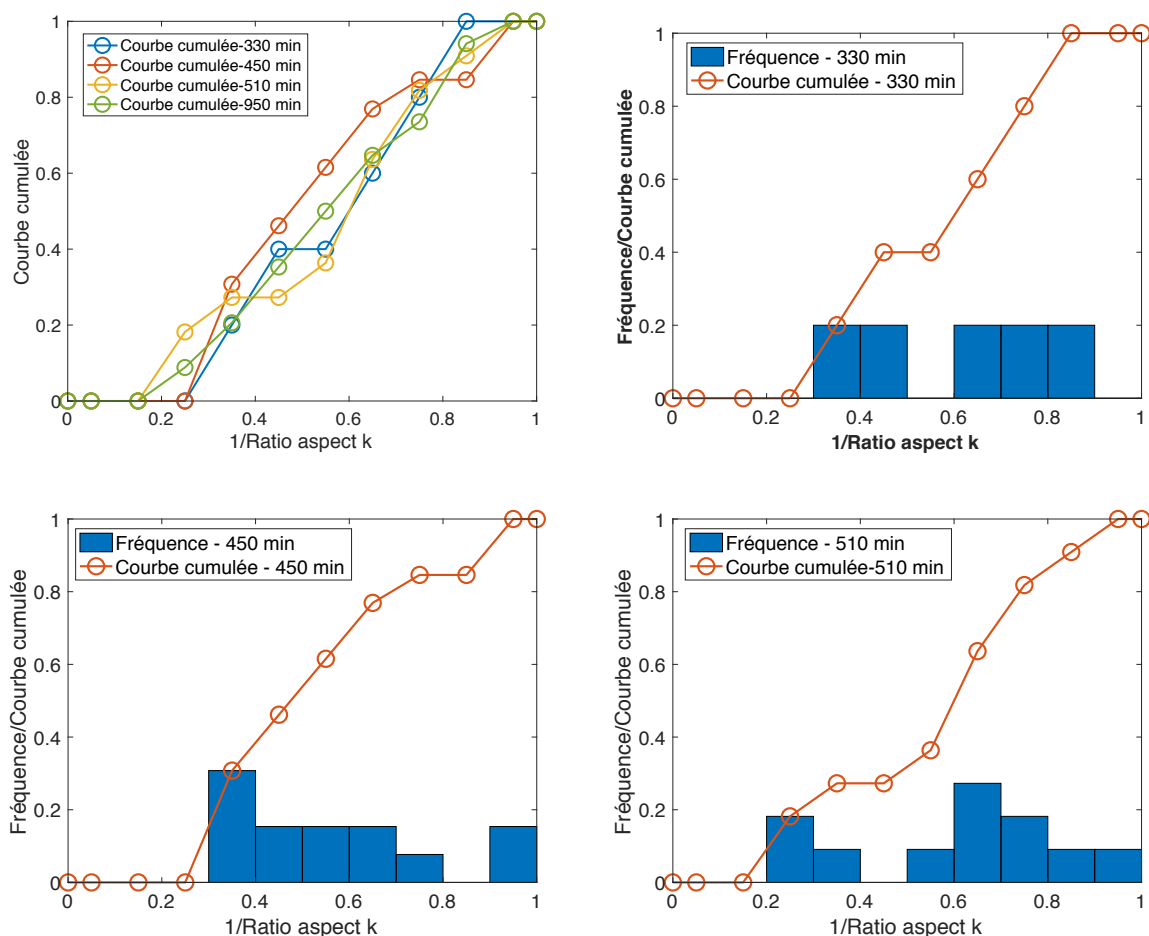 Courbe cumulée-330 min
Courbe cumulée-450 min
Courbe cumulée-510 min
Courbe cumulée-950 min
Courbe cumulée
1
0.8
0.6
0.4
0.2
0
0 0.2 0.4 0.6 0.8 1
1/Ratio aspect k
Fréquence - 330 min
Courbe cumulée - 330 min
Fréquence/Courbe cumulée
1
0.8
0.6
0.4
0.2
0
0 0.2 0.4 0.6 0.8 1
1/Ratio aspect k
Fréquence - 450 min
Courbe cumulée - 450 min
Fréquence/Courbe cumulée
1
0.8
0.6
0.4
0.2
0
0 0.2 0.4 0.6 0.8 1
1/Ratio aspect k
Fréquence - 510 min
Courbe cumulée-510 min
Fréquence/Courbe cumulée
1
0.8
0.6
0.4
0.2
0
0 0.2 0.4 0.6 0.8 1
1/Ratio aspect k